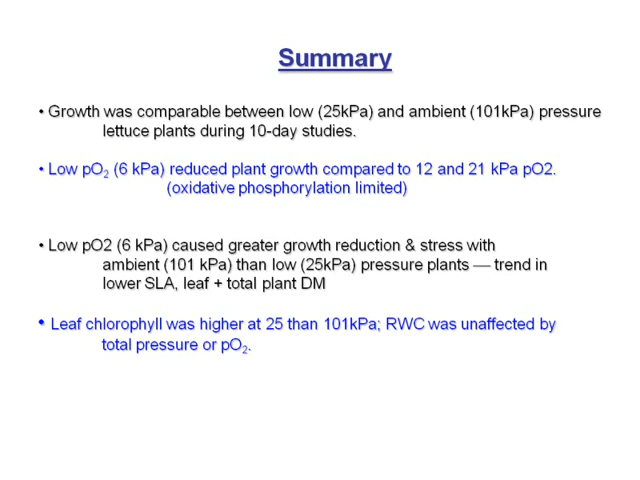 Summary
• Growth was comparable between low (25kPa) and ambient (101kPa) pressure
lettuce plants during 10-day studies.
• Low pO₂ (6 kPa) reduced plant growth compared to 12 and 21 kPa pO2.
(oxidative phosphorylation limited)
• Low pO2 (6 kPa) caused greater growth reduction & stress with
ambient (101 kPa) than low (25kPa) pressure plants — trend in
lower SLA, leaf + total plant DM
• Leaf chlorophyll was higher at 25 than 101kPa; RWC was unaffected by
total pressure or pO₂.